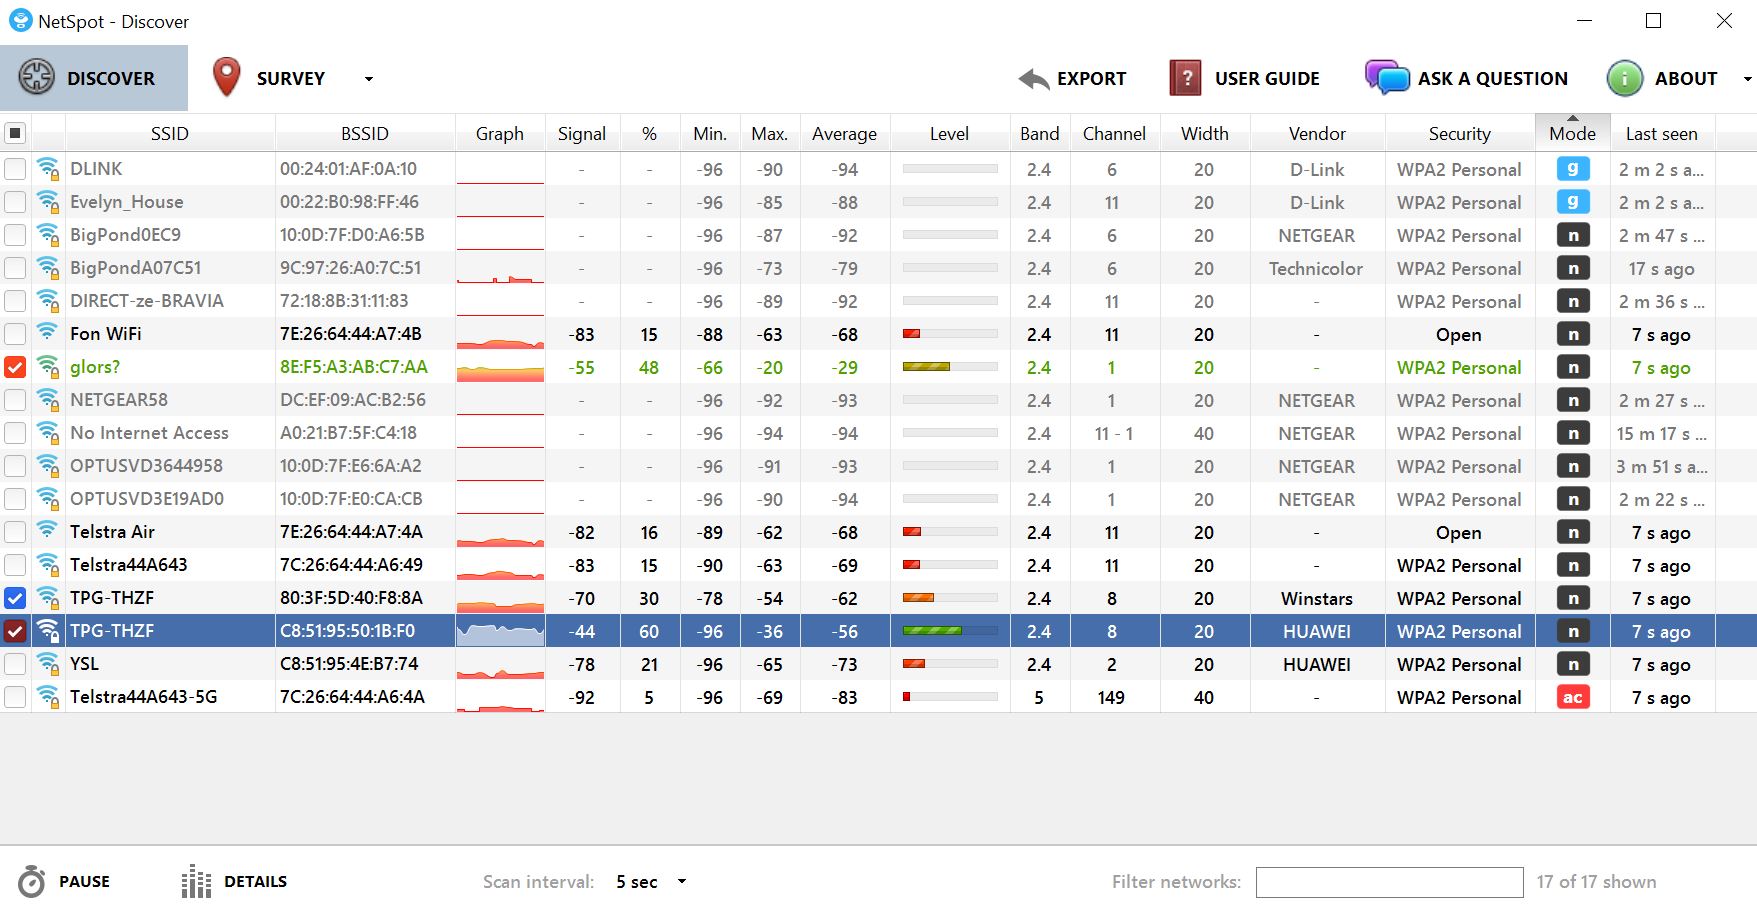 NetSpot - Discover
DISCOVER SURVEY EXPORT ? USER GUIDE ASK A QUESTION i ABOUT
SSID BSSID Graph Signal % Min. Max. Average Level Band Channel Width Vendor Security Mode Last seen
DLINK 00:24:01:AF:0A:10 - - -96 -90 -94 2.4 6 20 D-Link WPA2 Personal g 2 m 2 s a...
Evelyn_House 00:22:B0:98:FF:46 - - -96 -85 -88 2.4 11 20 D-Link WPA2 Personal g 2 m 2 s a...
BigPond0EC9 10:0D:7F:D0:A6:5B - - -96 -87 -92 2.4 6 20 NETGEAR WPA2 Personal n 2 m 47 s ...
BigPondA07C51 9C:97:26:A0:7C:51 - - -96 -73 -79 2.4 6 20 Technicolor WPA2 Personal n 17 s ago
DIRECT-ze-BRAVIA 72:18:8B:31:11:83 - - -96 -89 -92 2.4 11 20 - WPA2 Personal n 2 m 36 s ...
Fon WiFi 7E:26:64:44:A7:4B -83 15 -88 -63 -68 2.4 11 20 - Open n 7 s ago
glors? 8E:F5:A3:AB:C7:AA -55 48 -66 -20 -29 2.4 1 20 - WPA2 Personal n 7 s ago
NETGEAR58 DC:EF:09:AC:B2:56 - - -96 -92 -93 2.4 1 20 NETGEAR WPA2 Personal n 2 m 27 s ...
No Internet Access A0:21:B7:5F:C4:18 - - -96 -94 -94 2.4 11 - 1 40 NETGEAR WPA2 Personal n 15 m 17 s ...
OPTUSVD3644958 10:0D:7F:E6:6A:A2 - - -96 -91 -93 2.4 1 20 NETGEAR WPA2 Personal n 3 m 51 s a...
OPTUSVD3E19AD0 10:0D:7F:E0:CA:CB - - -96 -90 -94 2.4 1 20 NETGEAR WPA2 Personal n 2 m 22 s ...
Telstra Air 7E:26:64:44:A7:4A -82 16 -89 -62 -68 2.4 11 20 - Open n 7 s ago
Telstra44A643 7C:26:64:44:A6:49 -83 15 -90 -63 -69 2.4 11 20 - WPA2 Personal n 7 s ago
TPG-THZF 80:3F:5D:40:F8:8A -70 30 -78 -54 -62 2.4 8 20 Winstars WPA2 Personal n 7 s ago
TPG-THZF C8:51:95:50:1B:F0 -44 60 -96 -36 -56 2.4 8 20 HUAWEI WPA2 Personal n 7 s ago
YSL C8:51:95:4E:B7:74 -78 21 -96 -65 -73 2.4 2 20 HUAWEI WPA2 Personal n 7 s ago
Telstra44A643-5G 7C:26:64:44:A6:4A -92 5 -96 -69 -83 5 149 40 - WPA2 Personal ac 7 s ago
PAUSE DETAILS Scan interval: 5 sec Filter networks: 17 of 17 shown